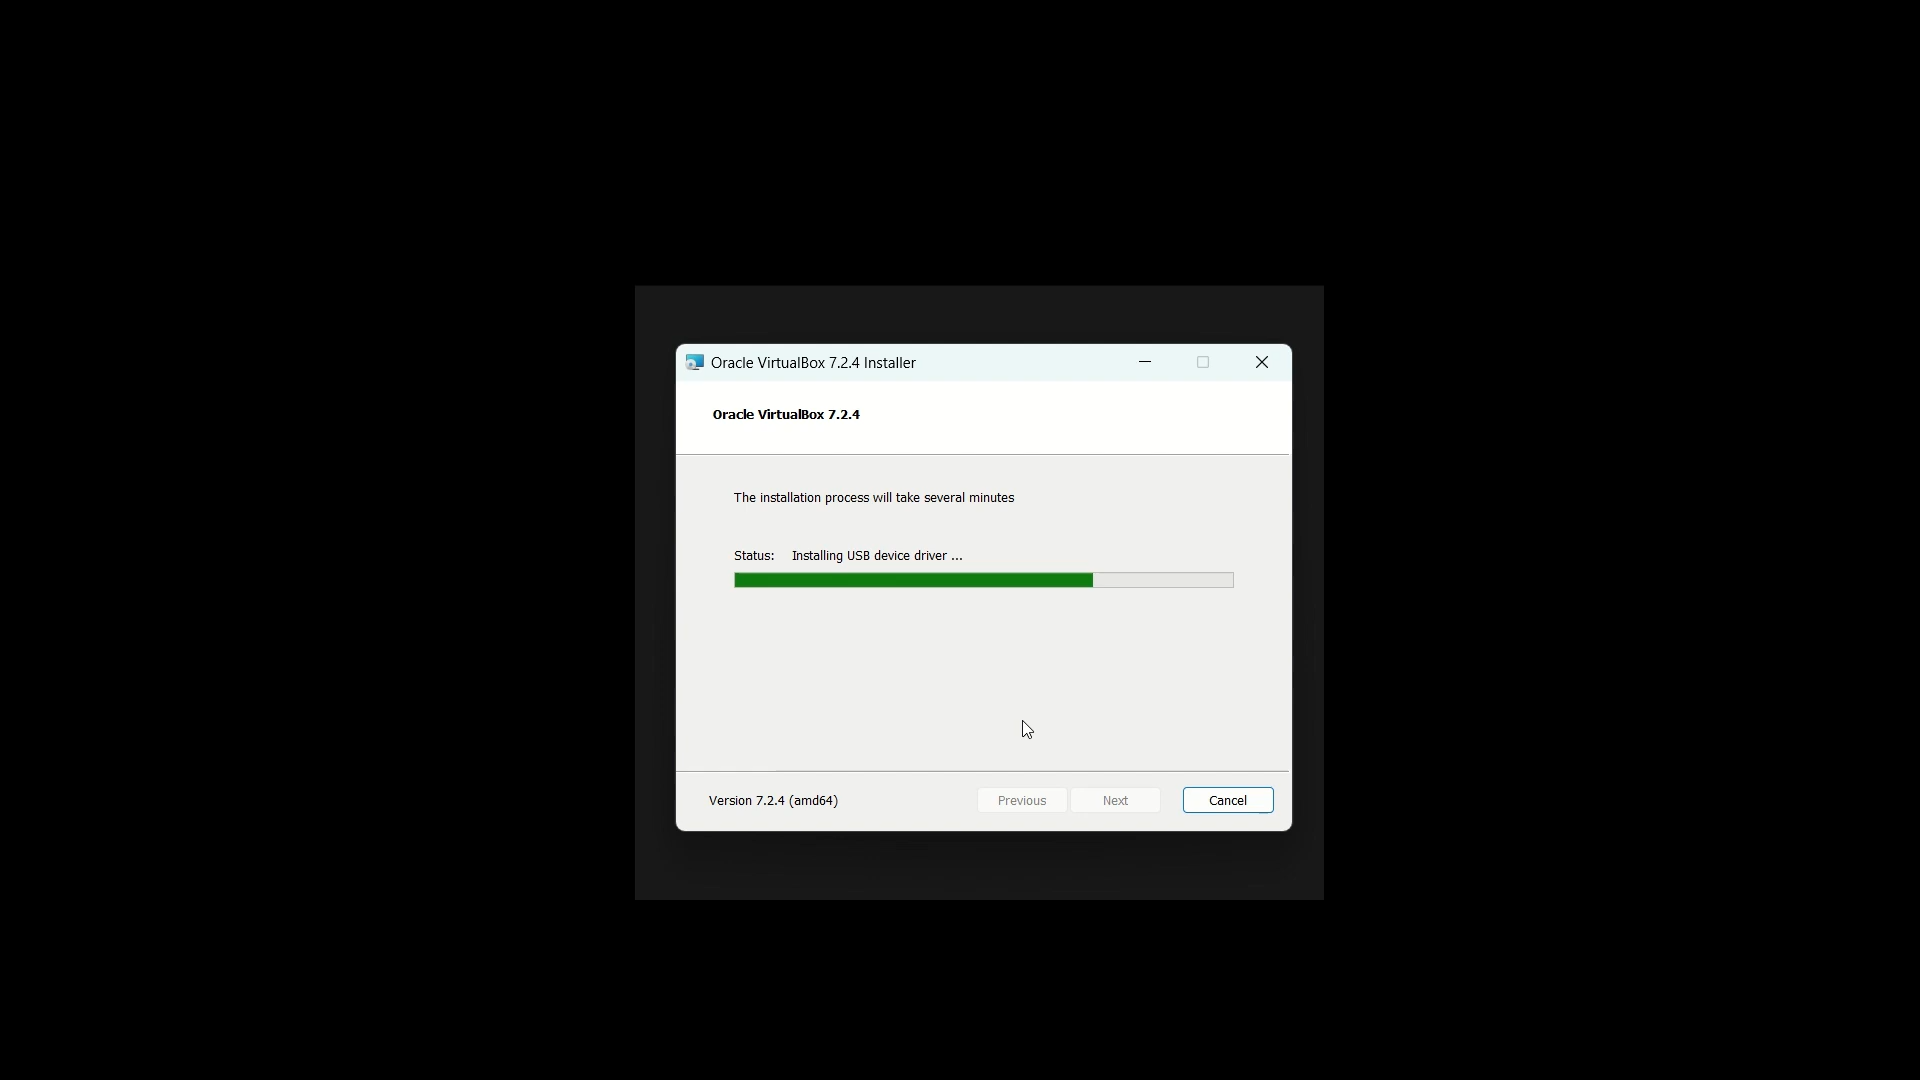 Oracle VirtualBox 7.2.4 Installer
Oracle VirtualBox 7.2.4
The installation process will take several minutes
Status: Installing USB device driver ...
Version 7.2.4 (amd64)
Previous
Next
Cancel